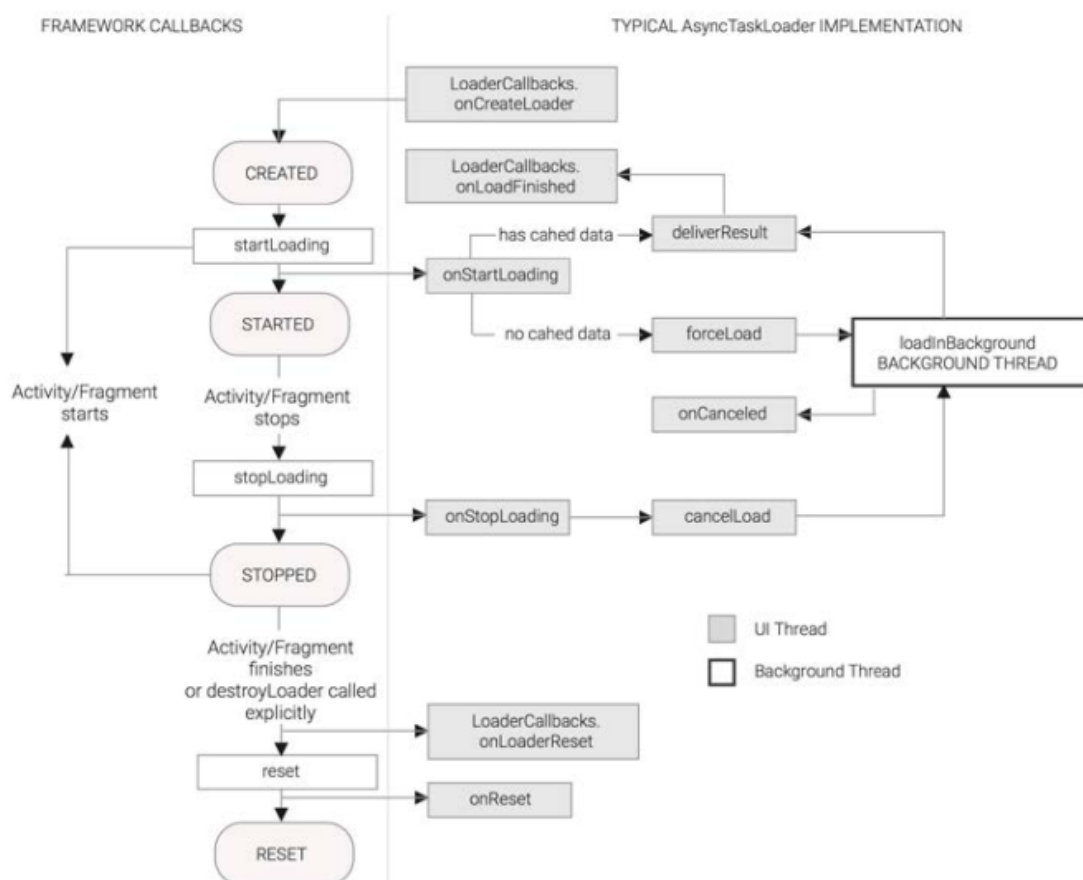 FRAMEWORK CALLBACKS
TYPICAL AsyncTaskLoader IMPLEMENTATION
LoaderCallbacks.
onCreateLoader
CREATED
LoaderCallbacks.
onLoadFinished
startLoading
has cahed data
deliverResult
onStartLoading
STARTED
no cahed data
forceLoad
loadInBackground
BACKGROUND THREAD
Activity/Fragment
starts
Activity/Fragment
stops
onCanceled
stopLoading
onStopLoading
cancelLoad
STOPPED
UI Thread
Background Thread
Activity/Fragment
finishes
or destroyLoader called
explicitly
LoaderCallbacks.
onLoaderReset
reset
onReset
RESET